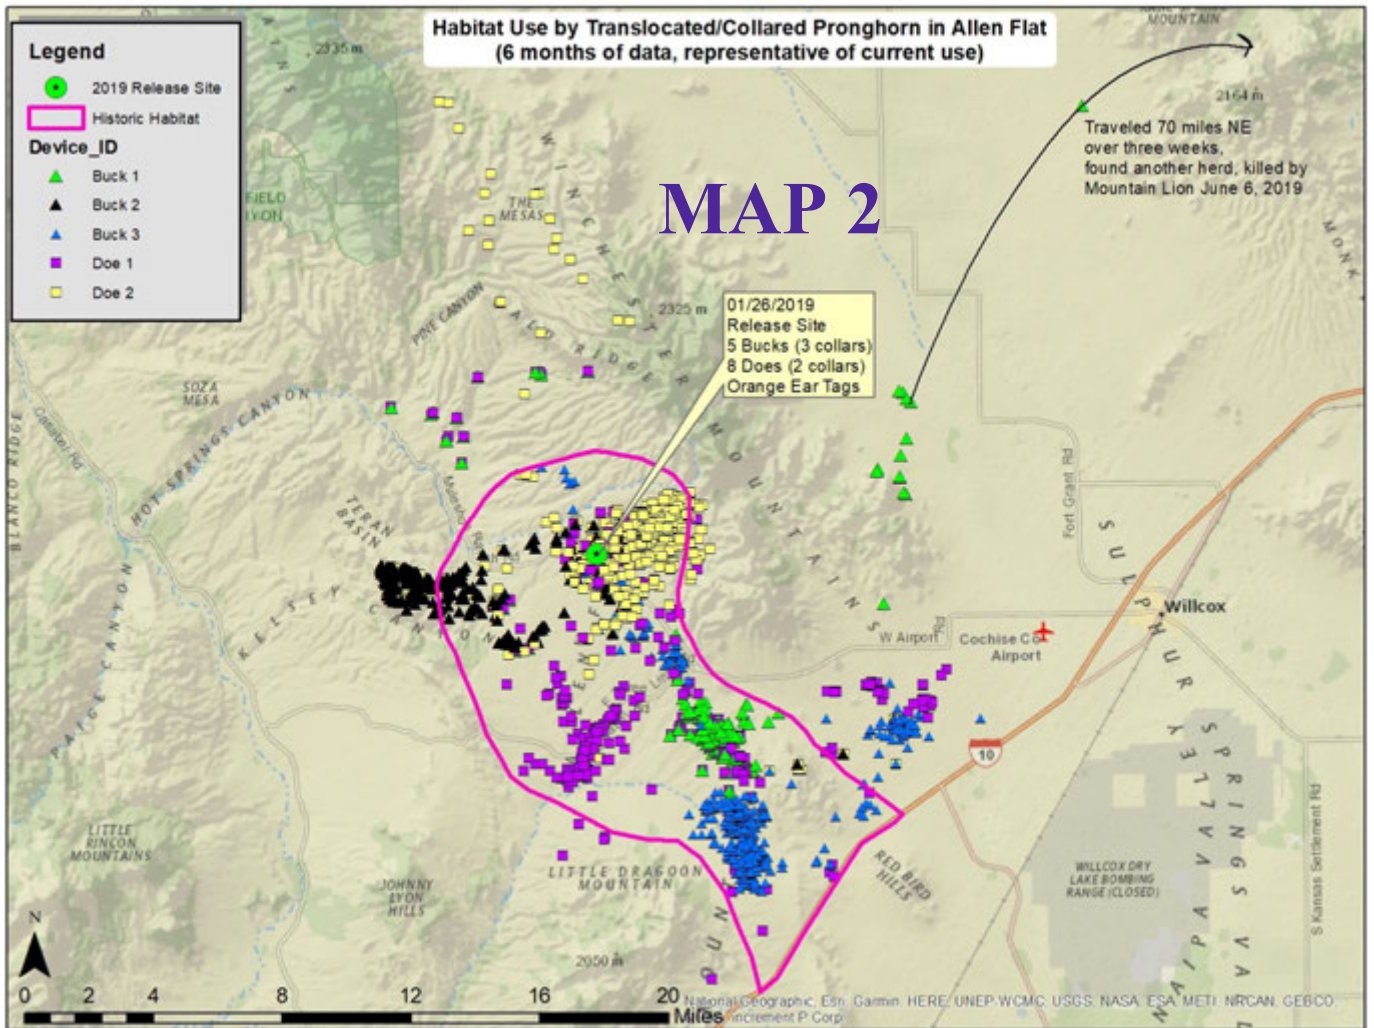 Habitat Use by Translocated/Collared Pronghorn in Allen Flat
(6 months of data, representative of current use)
Legend
2019 Release Site
Historic Habitat
Device_ID
Buck 1
Buck 2
Buck 3
Doe 1
Doe 2
MAP 2
MOUNTAIN
2335 m
2164 m
Traveled 70 miles NE
over three weeks,
found another herd, killed by
Mountain Lion June 6, 2019
THE
MESAS
WINCHESTER MOUNTAINS
2325 m
01/26/2019
Release Site
5 Bucks (3 collars)
8 Does (2 collars)
Orange Ear Tags
PINE CANYON
RIDGE
SOZA
MESA
HOT SPRINGS CANYON
BLANCO RIDGE
TERAN
BASIN
KELSEY CANYON
PAIGE CANYON
Fort Grant Rd
Willcox
W Airport Rd
Cochise Co
Airport
SULPHUR SPRINGS VALLEY
10
LITTLE
RINCON
MOUNTAINS
JOHNNY
LYON
HILLS
LITTLE DRAGOON
MOUNTAIN
RED BIRD
HILLS
WILLCOX DRY
LAKE BOMBING
RANGE (CLOSED)
S Kansas Settlement Rd
2050 m
N
0 2 4 8 12 16 20
Miles
National Geographic, Esri, Garmin, HERE, UNEP-WCMC, USGS, NASA, ESA, METI, NRCAN, GEBCO,
increment P Corp